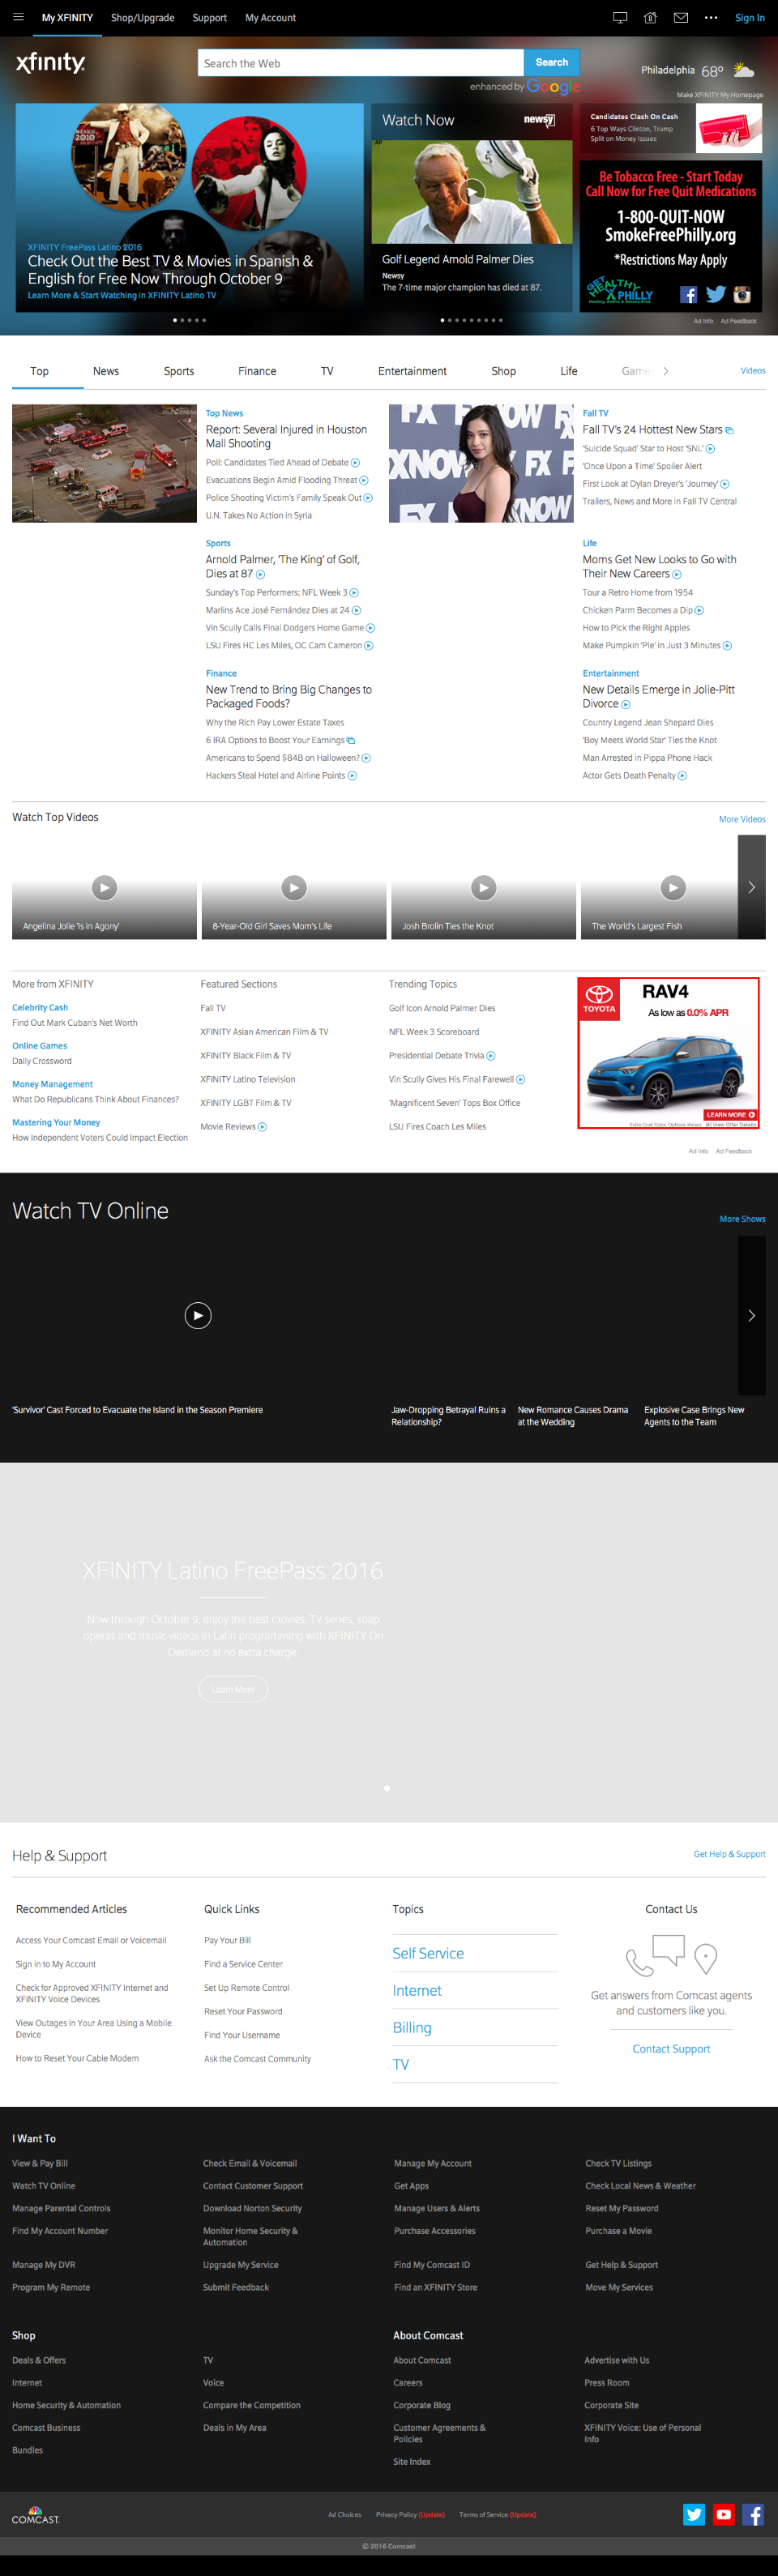 My XFINITY
Shop/Upgrade
Support
My Account
Sign In
xfinity
Search the Web
Search
enhanced by Google
Philadelphia 68°
Make XFINITY My Homepage
MEXICO
2010
XFINITY FreePass Latino 2016
Check Out the Best TV & Movies in Spanish &
English for Free Now Through October 9
Learn More & Start Watching in XFINITY Latino TV
Watch Now
newsy
AP
Golf Legend Arnold Palmer Dies
Newsy
The 7-time major champion has died at 87.
Candidates Clash On Cash
6 Top Ways Clinton, Trump
Split on Money Issues
Be Tobacco Free - Start Today
Call Now for Free Quit Medications
1-800-QUIT-NOW
SmokeFreePhilly.org
*Restrictions May Apply
GET HEALTHY PHILLY
Ad Info
Ad Feedback
Top
News
Sports
Finance
TV
Entertainment
Shop
Life
Game
Videos
Top News
Report: Several Injured in Houston
Mall Shooting
Poll: Candidates Tied Ahead of Debate
Evacuations Begin Amid Flooding Threat
Police Shooting Victim's Family Speak Out
U.N. Takes No Action in Syria
Sports
Arnold Palmer, 'The King' of Golf,
Dies at 87
Sunday's Top Performers: NFL Week 3
Marlins Ace José Fernández Dies at 24
Vin Scully Calls Final Dodgers Home Game
LSU Fires HC Les Miles, OC Cam Cameron
Finance
New Trend to Bring Big Changes to
Packaged Foods?
Why the Rich Pay Lower Estate Taxes
6 IRA Options to Boost Your Earnings
Americans to Spend $84B on Halloween?
Hackers Steal Hotel and Airline Points
Fall TV
Fall TV's 24 Hottest New Stars
'Suicide Squad' Star to Host 'SNL'
'Once Upon a Time' Spoiler Alert
First Look at Dylan Dreyer's 'Journey'
Trailers, News and More in Fall TV Central
Life
Moms Get New Looks to Go with
Their New Careers
Tour a Retro Home from 1954
Chicken Parm Becomes a Dip
How to Pick the Right Apples
Make Pumpkin 'Pie' in Just 3 Minutes
Entertainment
New Details Emerge in Jolie-Pitt
Divorce
Country Legend Jean Shepard Dies
'Boy Meets World Star' Ties the Knot
Man Arrested in Pippa Phone Hack
Actor Gets Death Penalty
Watch Top Videos
More Videos
Angelina Jolie 'Is in Agony'
8-Year-Old Girl Saves Mom's Life
Josh Brolin Ties the Knot
The World's Largest Fish
More from XFINITY
Celebrity Cash
Find Out Mark Cuban's Net Worth
Online Games
Daily Crossword
Money Management
What Do Republicans Think About Finances?
Mastering Your Money
How Independent Voters Could Impact Election
Featured Sections
Fall TV
XFINITY Asian American Film & TV
XFINITY Black Film & TV
XFINITY Latino Television
XFINITY LGBT Film & TV
Movie Reviews
Trending Topics
Golf Icon Arnold Palmer Dies
NFL Week 3 Scoreboard
Presidential Debate Trivia
Vin Scully Gives His Final Farewell
'Magnificent Seven' Tops Box Office
LSU Fires Coach Les Miles
TOYOTA
RAV4
As low as 0.0% APR
LEARN MORE
Extra Cost Color. Options shown.
[+] View Offer Details
Ad Info
Ad Feedback
Watch TV Online
More Shows
'Survivor' Cast Forced to Evacuate the Island in the Season Premiere
Jaw-Dropping Betrayal Ruins a
Relationship?
New Romance Causes Drama
at the Wedding
Explosive Case Brings New
Agents to the Team
XFINITY Latino FreePass 2016
Now through October 9, enjoy the best movies, TV series, soap
operas and music videos in Latin programming with XFINITY On
Demand at no extra charge.
Learn More
Help & Support
Get Help & Support
Recommended Articles
Access Your Comcast Email or Voicemail
Sign in to My Account
Check for Approved XFINITY Internet and
XFINITY Voice Devices
View Outages in Your Area Using a Mobile
Device
How to Reset Your Cable Modem
Quick Links
Pay Your Bill
Find a Service Center
Set Up Remote Control
Reset Your Password
Find Your Username
Ask the Comcast Community
Topics
Self Service
Internet
Billing
TV
Contact Us
Get answers from Comcast agents
and customers like you.
Contact Support
I Want To
View & Pay Bill
Check Email & Voicemail
Manage My Account
Check TV Listings
Watch TV Online
Contact Customer Support
Get Apps
Check Local News & Weather
Manage Parental Controls
Download Norton Security
Manage Users & Alerts
Reset My Password
Find My Account Number
Monitor Home Security &
Automation
Purchase Accessories
Purchase a Movie
Manage My DVR
Upgrade My Service
Find My Comcast ID
Get Help & Support
Program My Remote
Submit Feedback
Find an XFINITY Store
Move My Services
Shop
Deals & Offers
TV
Internet
Voice
Home Security & Automation
Compare the Competition
Comcast Business
Deals in My Area
Bundles
About Comcast
About Comcast
Advertise with Us
Careers
Press Room
Corporate Blog
Corporate Site
Customer Agreements &
Policies
XFINITY Voice: Use of Personal
Info
Site Index
COMCAST
Ad Choices
Privacy Policy (Update)
Terms of Service (Update)
© 2016 Comcast